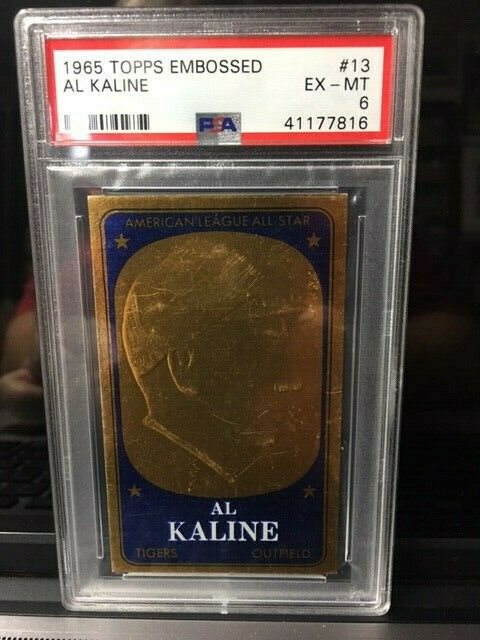 1965 TOPPS EMBOSSED #13
AL KALINE EX – MT
6
PSA 41177816
AMERICAN LEAGUE ALL STAR
AL
KALINE
TIGERS OUTFIELD